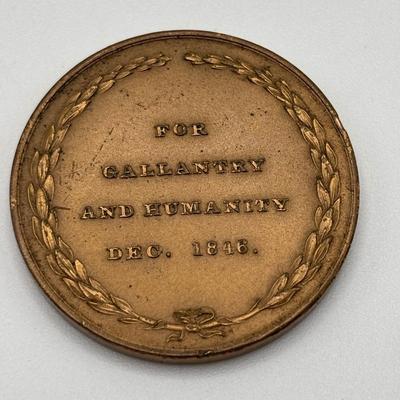 FOR
GALLANTRY
AND HUMANITY
DEC. 1846.